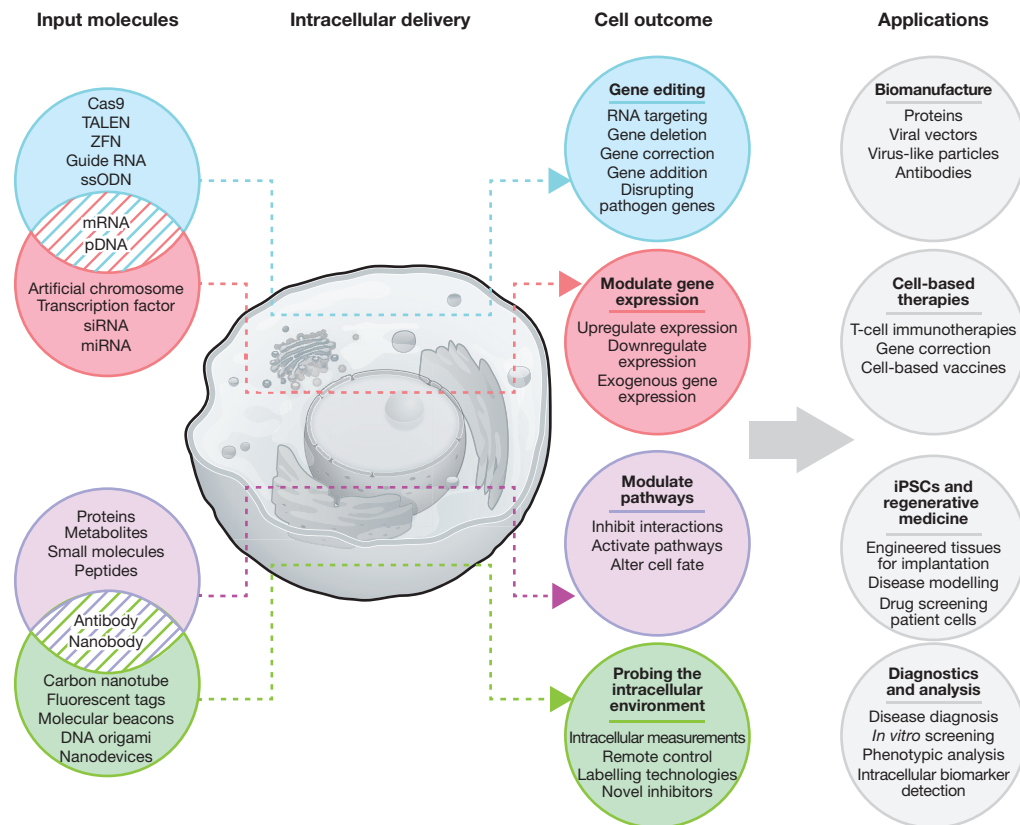 Input molecules
Intracellular delivery
Cell outcome
Applications
Cas9
TALEN
ZFN
Guide RNA
ssODN
mRNA
pDNA
Artificial chromosome
Transcription factor
siRNA
miRNA
Proteins
Metabolites
Small molecules
Peptides
Antibody
Nanobody
Carbon nanotube
Fluorescent tags
Molecular beacons
DNA origami
Nanodevices
Gene editing
RNA targeting
Gene deletion
Gene correction
Gene addition
Disrupting
pathogen genes
Modulate gene
expression
Upregulate expression
Downregulate
expression
Exogenous gene
expression
Modulate
pathways
Inhibit interactions
Activate pathways
Alter cell fate
Probing the
intracellular
environment
Intracellular measurements
Remote control
Labelling technologies
Novel inhibitors
Biomanufacture
Proteins
Viral vectors
Virus-like particles
Antibodies
Cell-based
therapies
T-cell immunotherapies
Gene correction
Cell-based vaccines
iPSCs and
regenerative
medicine
Engineered tissues
for implantation
Disease modelling
Drug screening
patient cells
Diagnostics
and analysis
Disease diagnosis
In vitro screening
Phenotypic analysis
Intracellular biomarker
detection